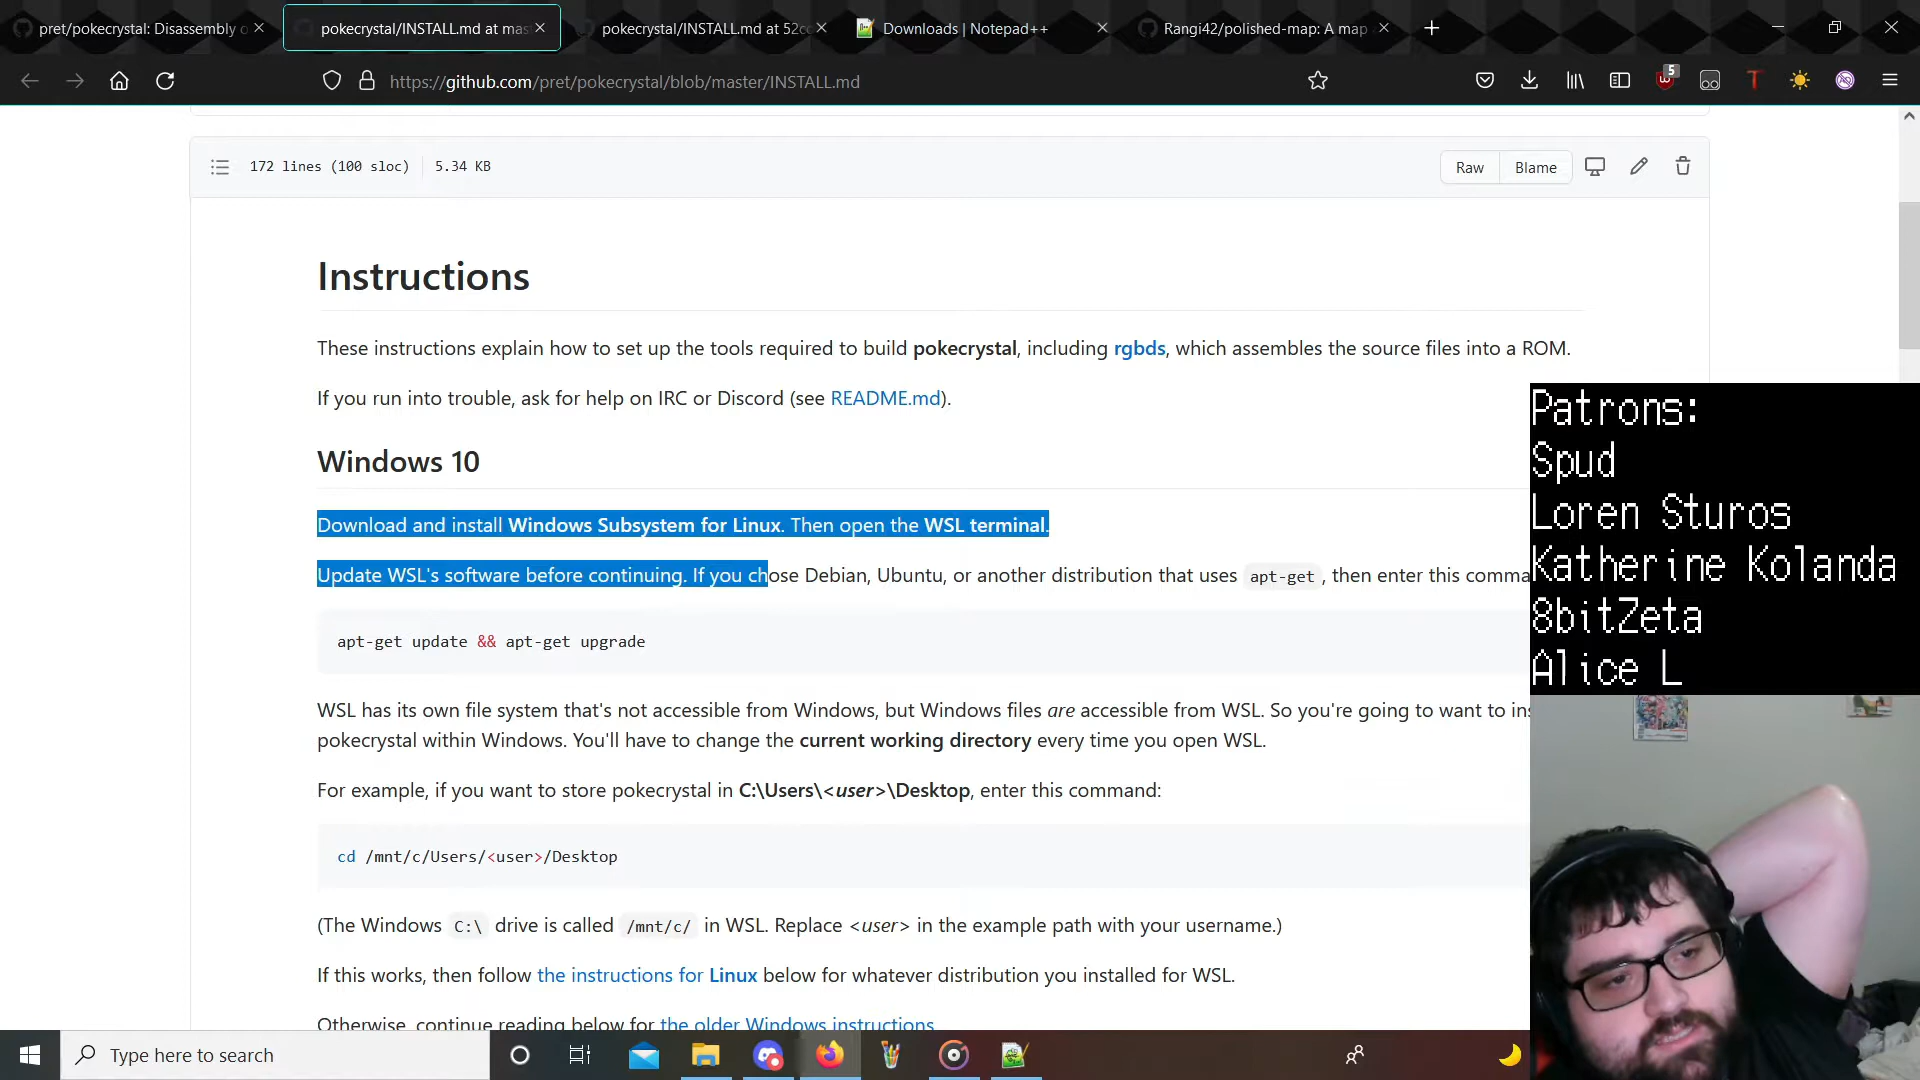 pret/pokecrystal: Disassembly o
pokecrystal/INSTALL.md at mas
pokecrystal/INSTALL.md at 52c
Downloads | Notepad++
Rangi42/polished-map: A map
https://github.com/pret/pokecrystal/blob/master/INSTALL.md
5
172 lines (100 sloc)
5.34 KB
Raw
Blame
Instructions
These instructions explain how to set up the tools required to build pokecrystal, including rgbds, which assembles the source files into a ROM.
If you run into trouble, ask for help on IRC or Discord (see README.md).
Windows 10
Download and install Windows Subsystem for Linux. Then open the WSL terminal.
Update WSL's software before continuing. If you chose Debian, Ubuntu, or another distribution that uses apt-get, then enter this comma
apt-get update && apt-get upgrade
WSL has its own file system that's not accessible from Windows, but Windows files are accessible from WSL. So you're going to want to ins
pokecrystal within Windows. You'll have to change the current working directory every time you open WSL.
For example, if you want to store pokecrystal in C:\Users\<user>\Desktop, enter this command:
cd /mnt/c/Users/<user>/Desktop
(The Windows C:\ drive is called /mnt/c/ in WSL. Replace <user> in the example path with your username.)
If this works, then follow the instructions for Linux below for whatever distribution you installed for WSL.
Otherwise, continue reading below for the older Windows instructions
Patrons:
Spud
Loren Sturos
Katherine Kolanda
8bitZeta
Alice L
Type here to search